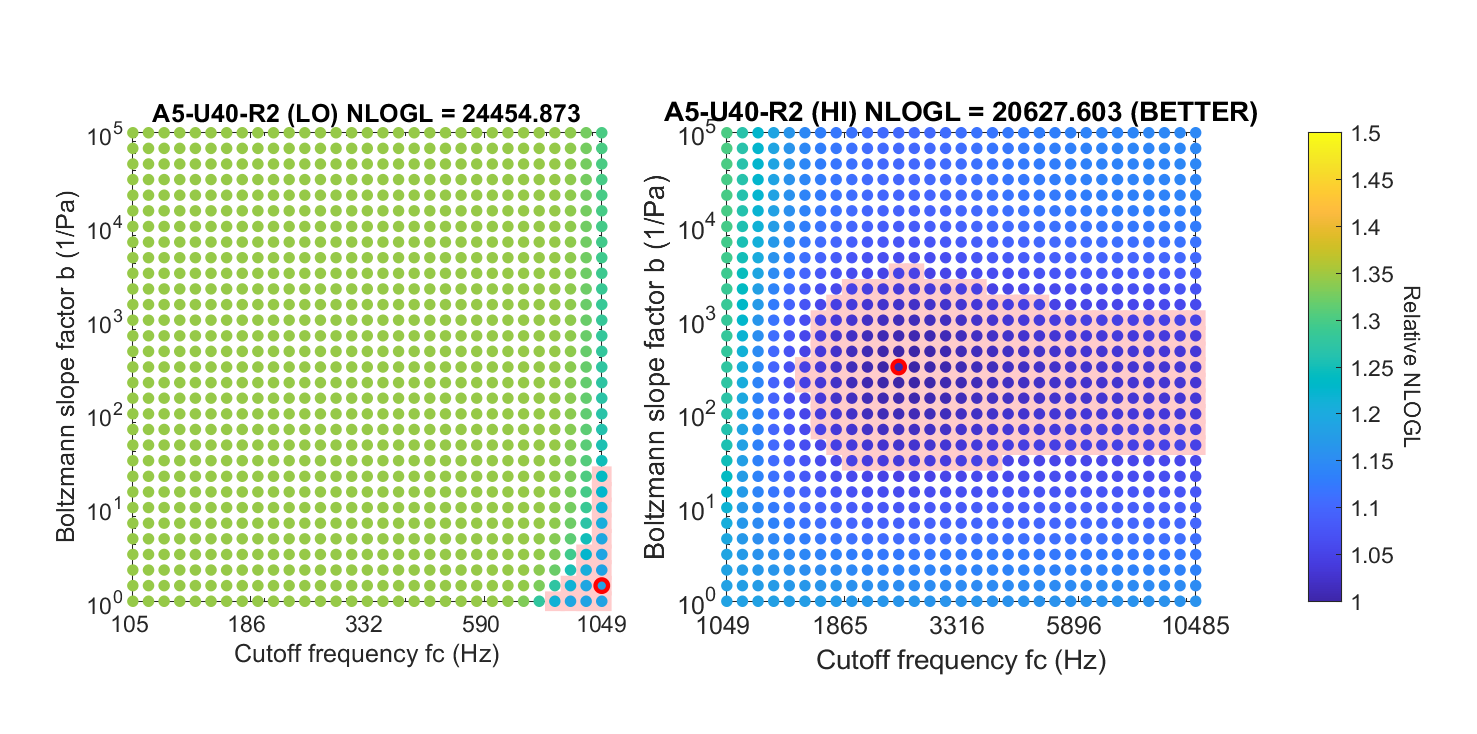 A5-U40-R2 (LO) NLOGL = 24454.873
10^5
10^4
10^3
10^2
10^1
10^0
Boltzmann slope factor b (1/Pa)
105 186 332 590 1049
Cutoff frequency fc (Hz)
A5-U40-R2 (HI) NLOGL = 20627.603 (BETTER)
10^5
10^4
10^3
10^2
10^1
10^0
Boltzmann slope factor b (1/Pa)
1049 1865 3316 5896 10485
Cutoff frequency fc (Hz)
1.5
1.45
1.4
1.35
1.3
1.25
1.2
1.15
1.1
1.05
1
Relative NLOGL